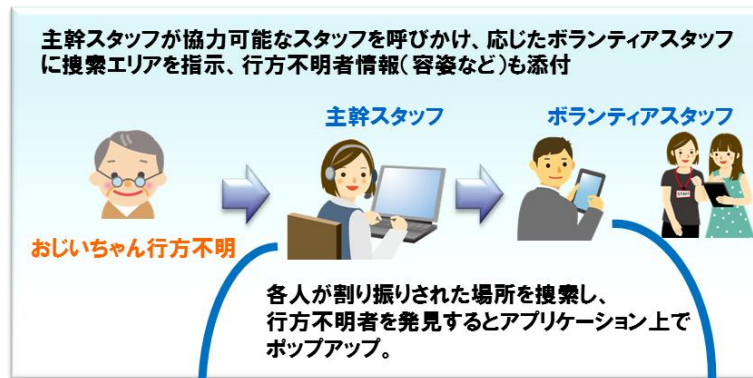 主幹スタッフが協力可能なスタッフを呼びかけ、応じたボランティアスタッフ
に捜索エリアを指示、行方不明者情報(容姿など)も添付
主幹スタッフ
ボランティアスタッフ
おじいちゃん行方不明
各人が割り振りされた場所を捜索し、
行方不明者を発見するとアプリケーション上で
ポップアップ。